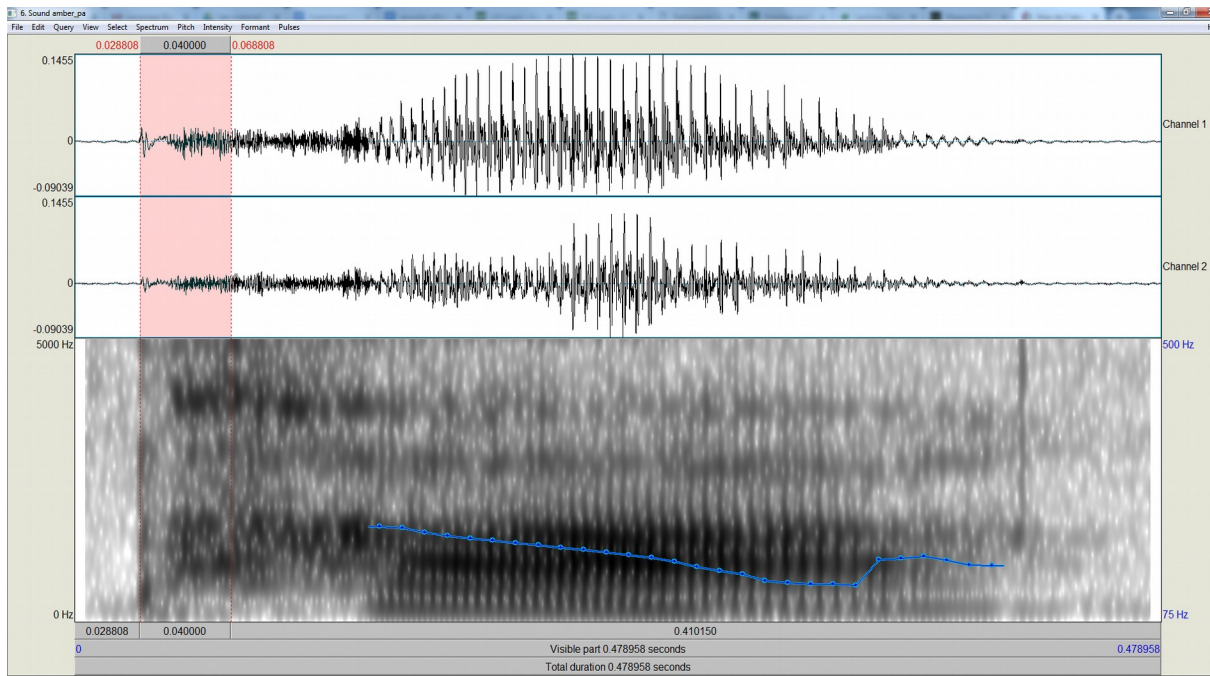 6. Sound amber_pa
File Edit Query View Select Spectrum Pitch Intensity Formant Pulses
0.028808 0.040000 0.068808
0.1455
0
-0.09039
Channel 1
0.1455
0
-0.09039
Channel 2
5000 Hz
500 Hz
0 Hz
75 Hz
0.028808 0.040000 0.410150
0 Visible part 0.478958 seconds 0.478958
Total duration 0.478958 seconds